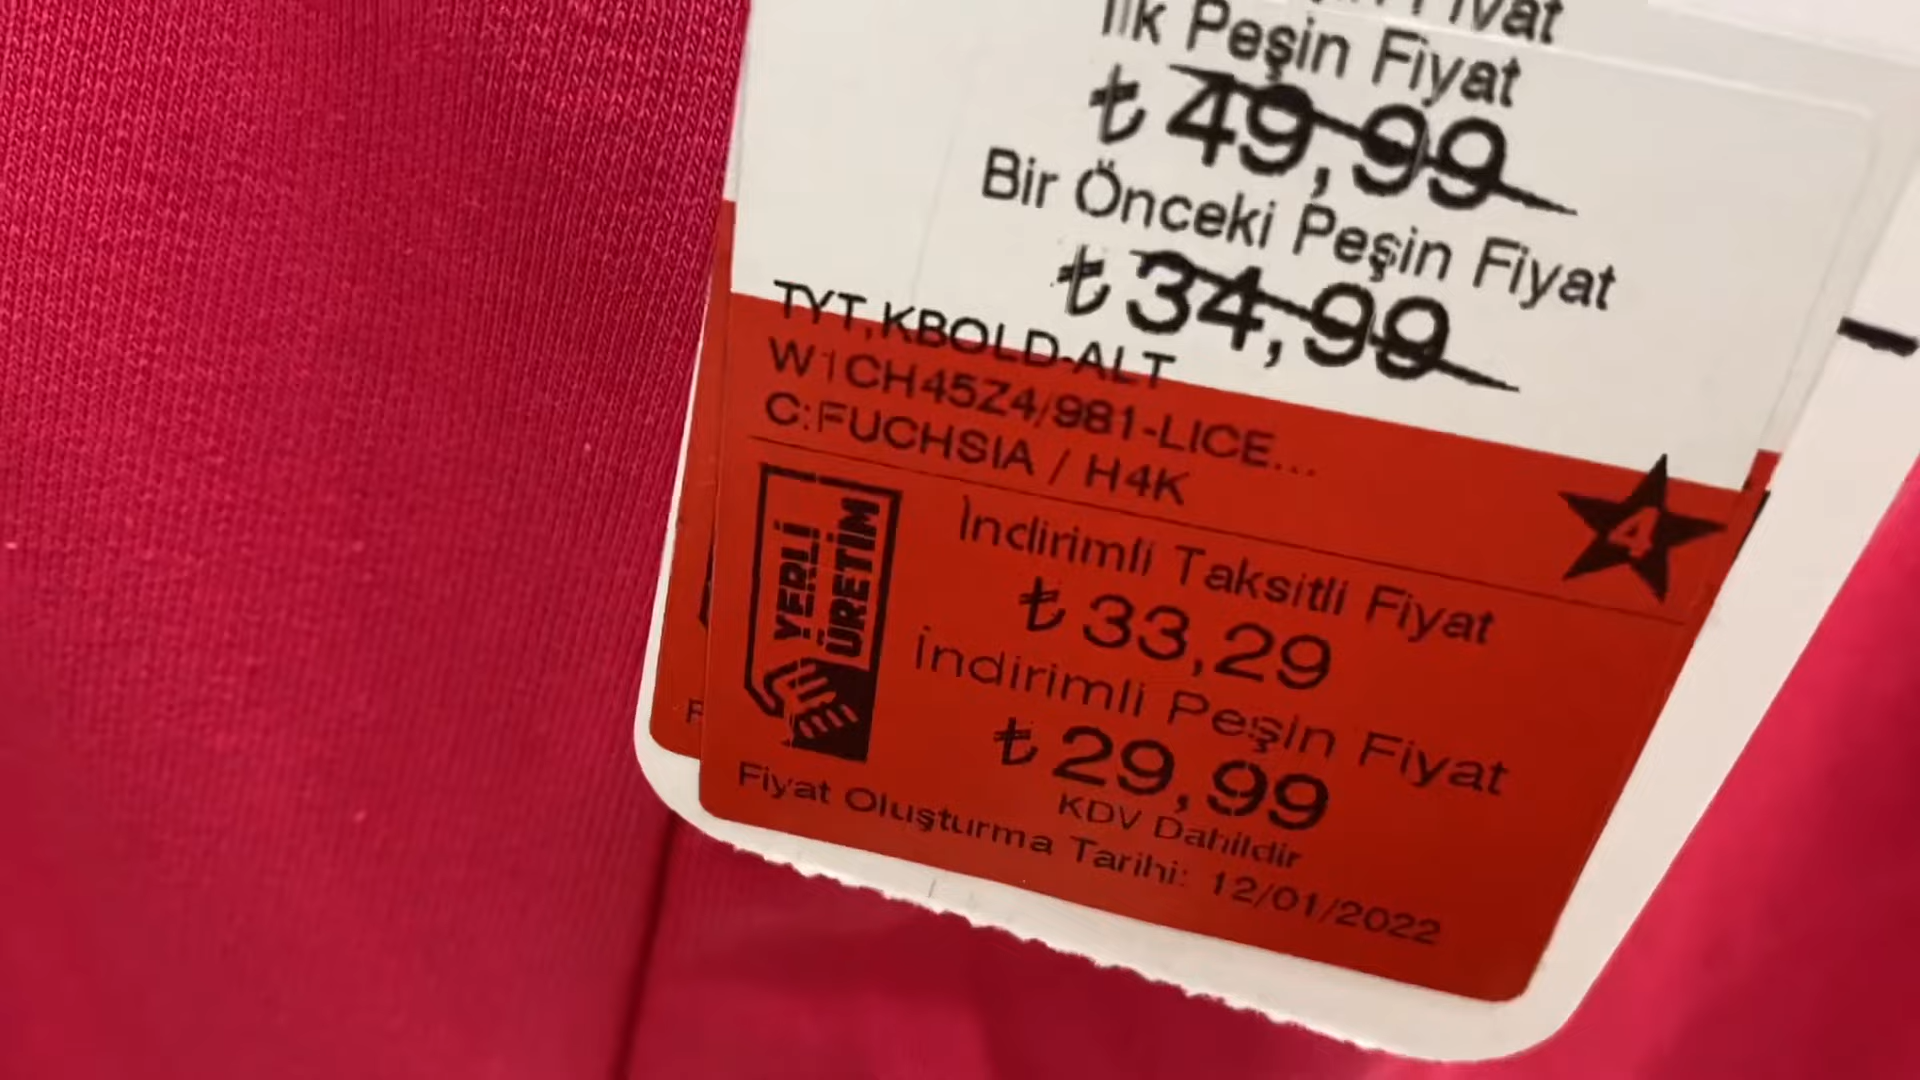 Fiyat
İlk Peşin Fiyat
₺49,99
Bir Önceki Peşin Fiyat
₺34,99
TYT,KBOLD-ALT
W1CH45Z4/981-LICE...
C:FUCHSIA / H4K
4
YERLİ
ÜRETİM
İndirimli Taksitli Fiyat
₺33,29
İndirimli Peşin Fiyat
₺29,99
KDV Dahildir
Fiyat Oluşturma Tarihi: 12/01/2022